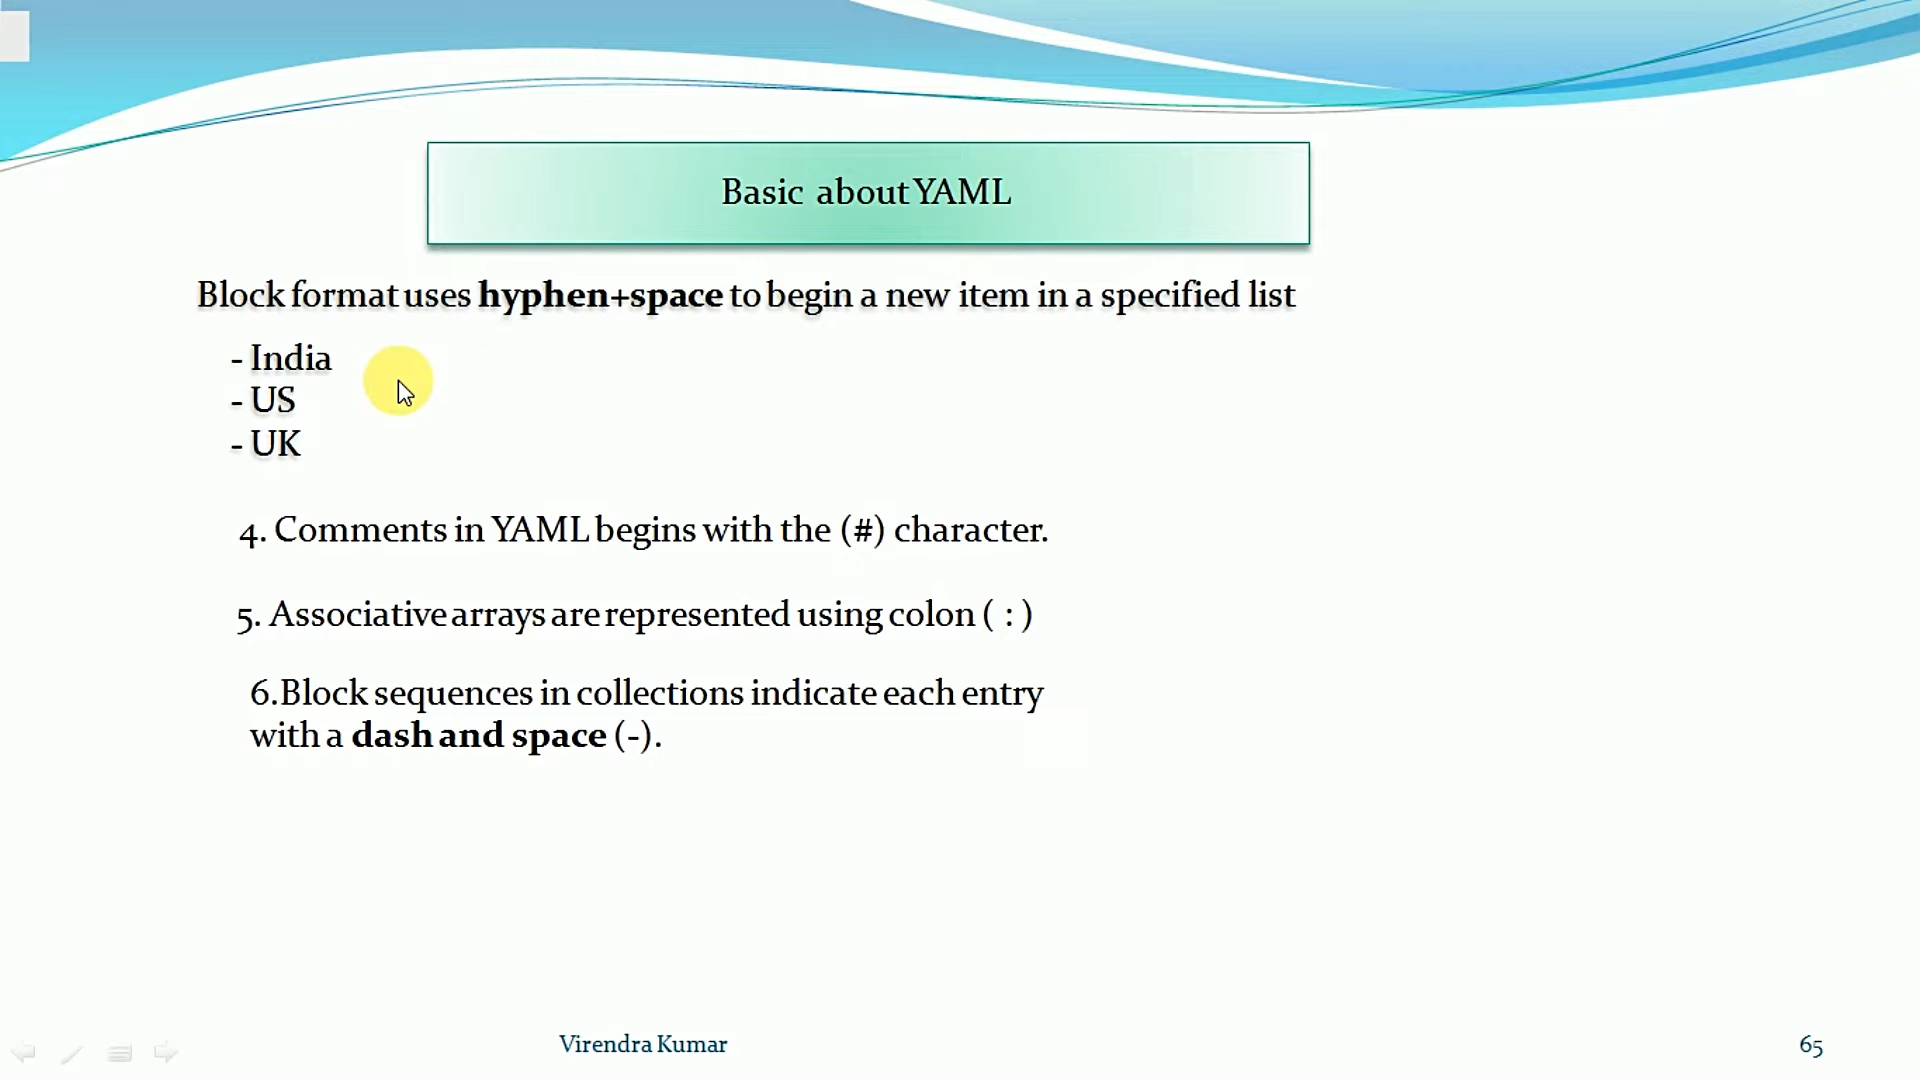 Basic about YAML
Block format uses hyphen+space to begin a new item in a specified list
- India
- US
- UK
4. Comments in YAML begins with the (#) character.
5. Associative arrays are represented using colon ( : )
6.Block sequences in collections indicate each entry
with a dash and space (-).
Virendra Kumar
65